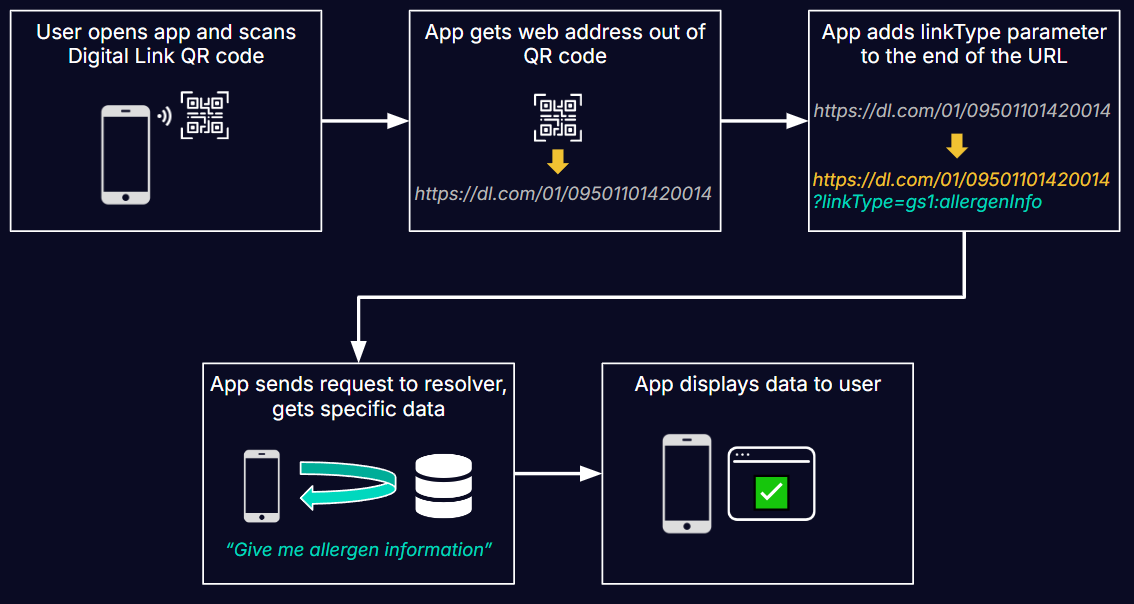 User opens app and scans
Digital Link QR code
App gets web address out of
QR code
https://dl.com/01/09501101420014
App adds linkType parameter
to the end of the URL
https://dl.com/01/09501101420014
https://dl.com/01/09501101420014
?linkType=gs1:allergenInfo
App sends request to resolver,
gets specific data
“Give me allergen information”
App displays data to user